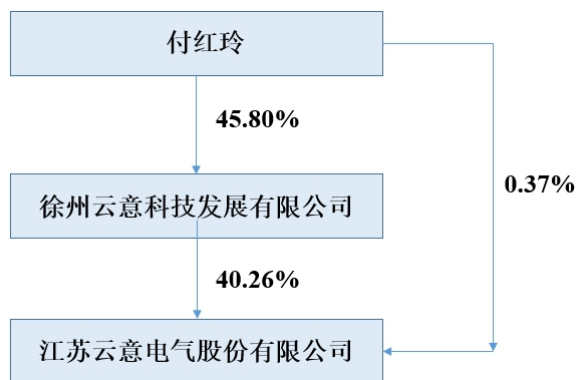 付红玲
45.80%
徐州云意科技发展有限公司
0.37%
40.26%
江苏云意电气股份有限公司